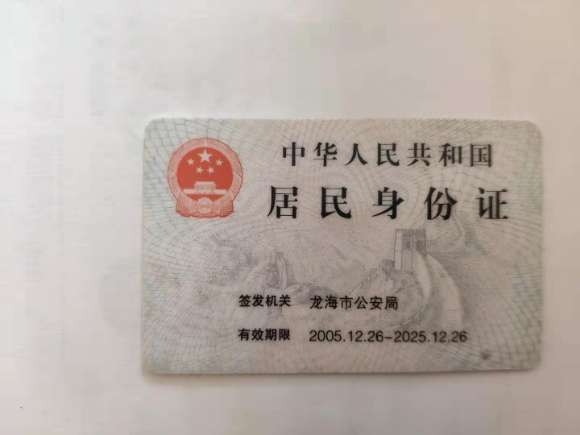 中华人民共和国
居民身份证
签发机关 龙海市公安局
有效期限 2005.12.26-2025.12.26